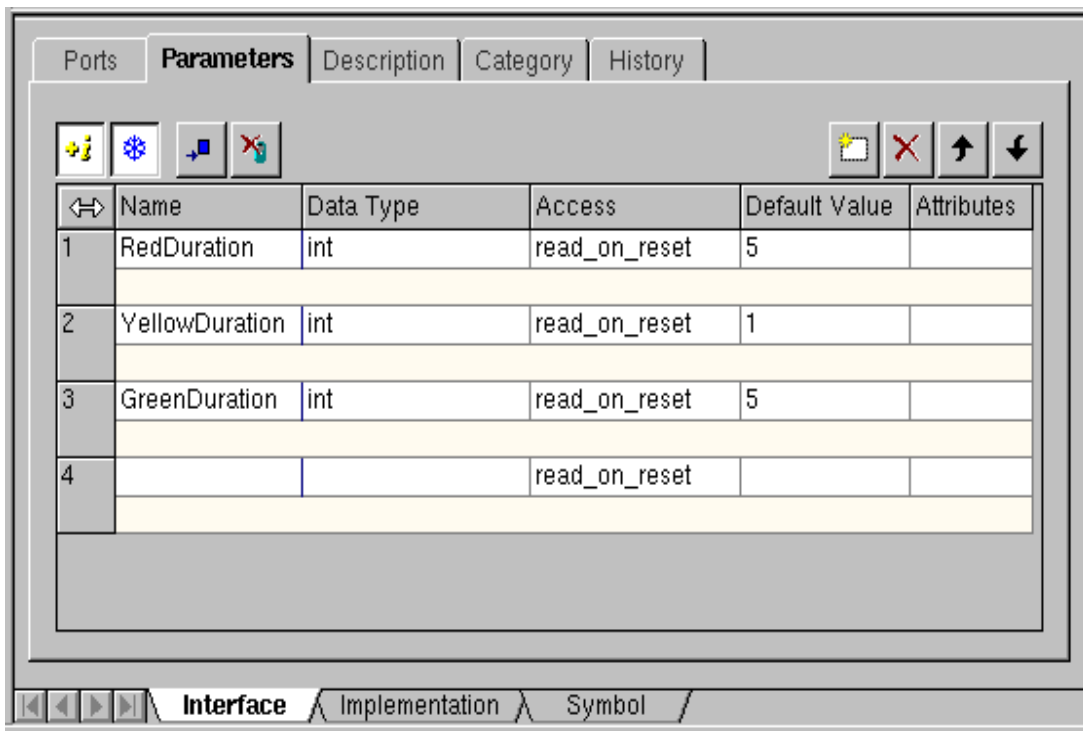 Ports Parameters Description Category History
Name Data Type Access Default Value Attributes
1 RedDuration int read_on_reset 5
2 YellowDuration int read_on_reset 1
3 GreenDuration int read_on_reset 5
4 read_on_reset
Interface Implementation Symbol